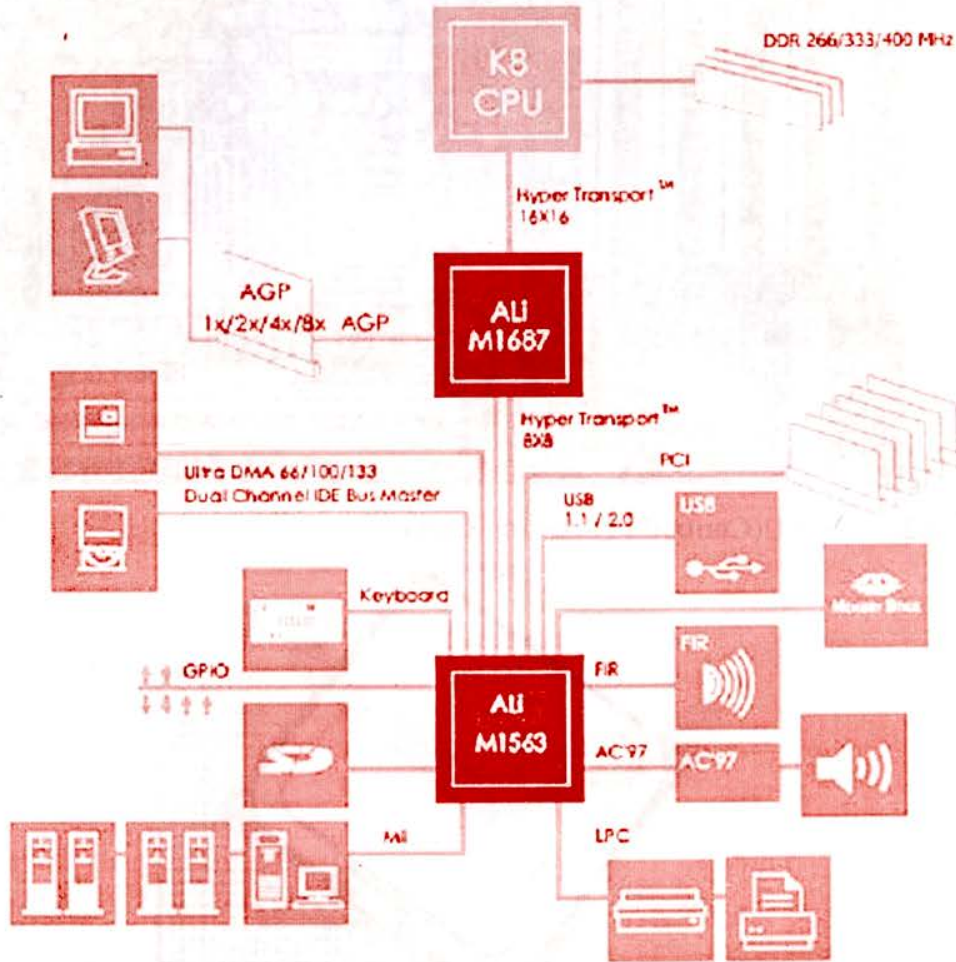 DDR 266/333/400 MHz
K8
CPU
Hyper Transport™
16X16
AGP
1x/2x/4x/8x AGP
ALi
M1687
Hyper Transport™
8X8
PCI
Ultra DMA 66/100/133
Dual Channel IDE Bus Master
USB
1.1 / 2.0
USB
Keyboard
GPIO
FIR
FIR
ALi
M1563
AC'97
AC'97
MII
LPC